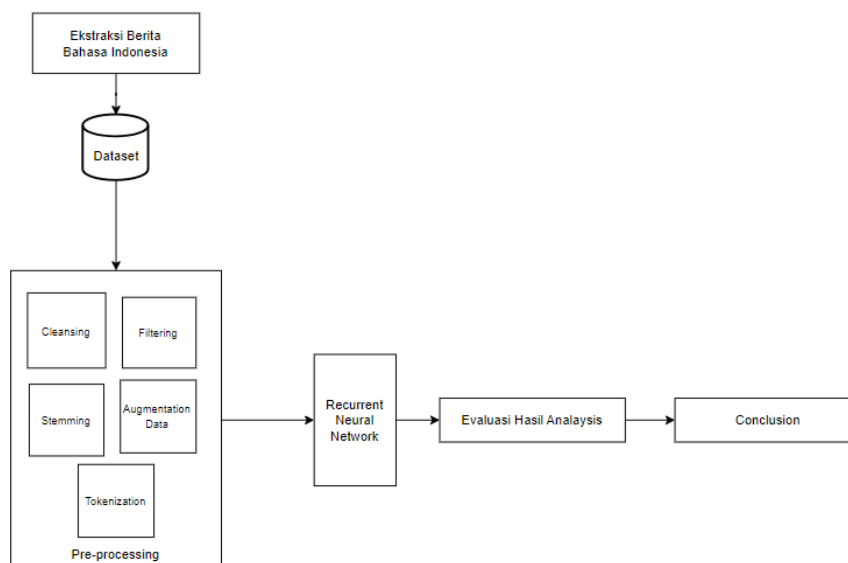 Ekstraksi Berita
Bahasa Indonesia
Dataset
Cleansing
Filtering
Stemming
Augmentation
Data
Tokenization
Pre-processing
Recurrent
Neural
Network
Evaluasi Hasil Analaysis
Conclusion